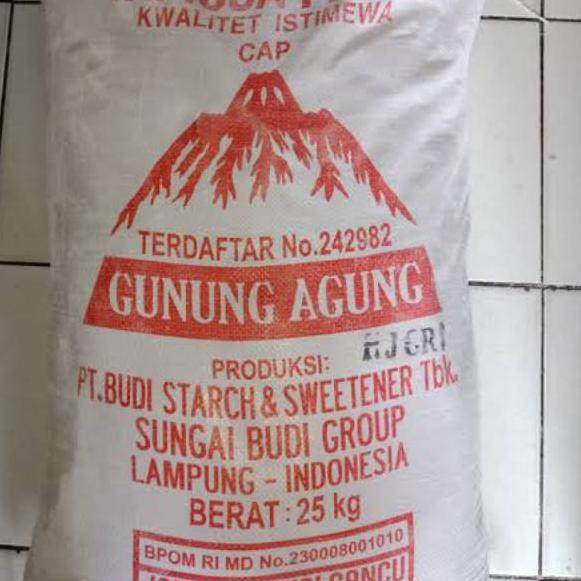 KWALITET ISTIMEWA
CAP
TERDAFTAR No.242982
GUNUNG AGUNG
HJGR
PRODUKSI:
PT.BUDI STARCH & SWEETENER Tbk.
SUNGAI BUDI GROUP
LAMPUNG - INDONESIA
BERAT : 25 kg
BPOM RI MD No.230008001010